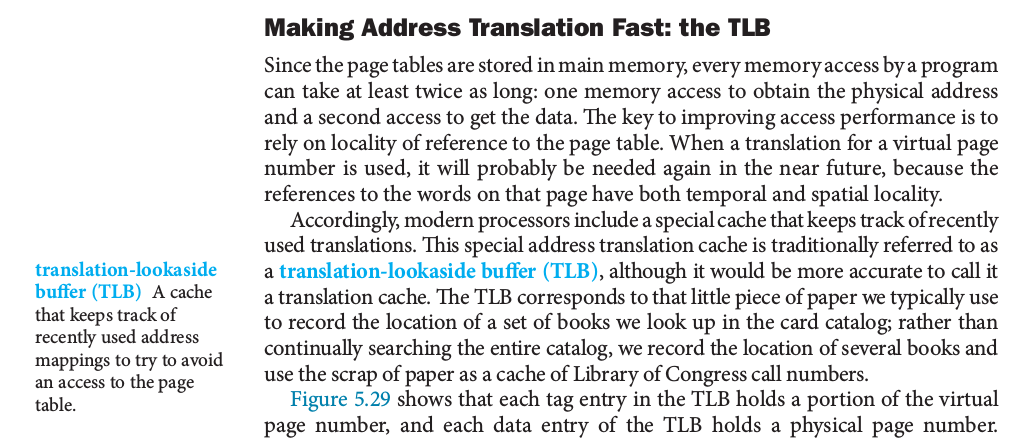 Making Address Translation Fast: the TLB
Since the page tables are stored in main memory, every memory access by a program
can take at least twice as long: one memory access to obtain the physical address
and a second access to get the data. The key to improving access performance is to
rely on locality of reference to the page table. When a translation for a virtual page
number is used, it will probably be needed again in the near future, because the
references to the words on that page have both temporal and spatial locality.
Accordingly, modern processors include a special cache that keeps track of recently
used translations. This special address translation cache is traditionally referred to as
a translation-lookaside buffer (TLB), although it would be more accurate to call it
a translation cache. The TLB corresponds to that little piece of paper we typically use
to record the location of a set of books we look up in the card catalog; rather than
continually searching the entire catalog, we record the location of several books and
use the scrap of paper as a cache of Library of Congress call numbers.
Figure 5.29 shows that each tag entry in the TLB holds a portion of the virtual
page number, and each data entry of the TLB holds a physical page number.
translation-lookaside
buffer (TLB) A cache
that keeps track of
recently used address
mappings to try to avoid
an access to the page
table.